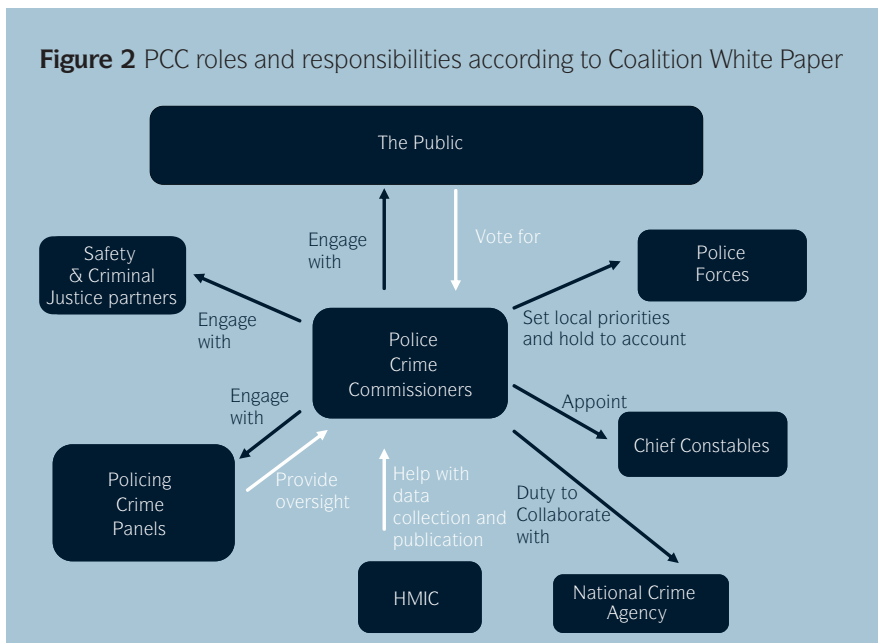 Figure 2 PCC roles and responsibilities according to Coalition White Paper
The Public
Engage
with
Vote for
Safety
& Criminal
Justice partners
Police
Forces
Engage
with
Set local priorities
and hold to account
Police
Crime
Commissioners
Engage
with
Appoint
Chief Constables
Policing
Crime
Panels
Provide
oversight
Help with
data
collection and
publication
Duty to
Collaborate
with
HMIC
National Crime
Agency